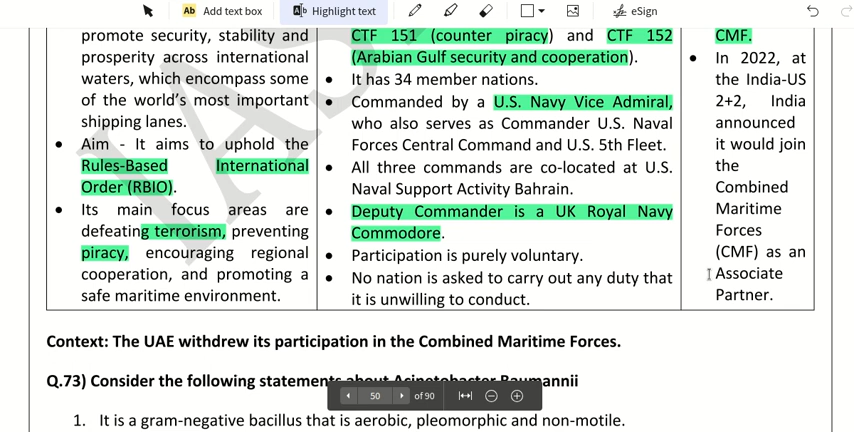 Add text box
Highlight text
eSign
promote security, stability and
prosperity across international
waters, which encompass some
of the world's most important
shipping lanes.
• Aim - It aims to uphold the
Rules-Based International
Order (RBIO).
• Its main focus areas are
defeating terrorism, preventing
piracy, encouraging regional
cooperation, and promoting a
safe maritime environment.
CTF 151 (counter piracy) and CTF 152
(Arabian Gulf security and cooperation).
• It has 34 member nations.
• Commanded by a U.S. Navy Vice Admiral,
who also serves as Commander U.S. Naval
Forces Central Command and U.S. 5th Fleet.
• All three commands are co-located at U.S.
Naval Support Activity Bahrain.
• Deputy Commander is a UK Royal Navy
Commodore.
• Participation is purely voluntary.
• No nation is asked to carry out any duty that
it is unwilling to conduct.
CMF.
• In 2022, at
the India-US
2+2, India
announced
it would join
the
Combined
Maritime
Forces
(CMF) as an
Associate
Partner.
Context: The UAE withdrew its participation in the Combined Maritime Forces.
Q.73) Consider the following statements about Acinetobacter Baumannii
50 of 90
1. It is a gram-negative bacillus that is aerobic, pleomorphic and non-motile.